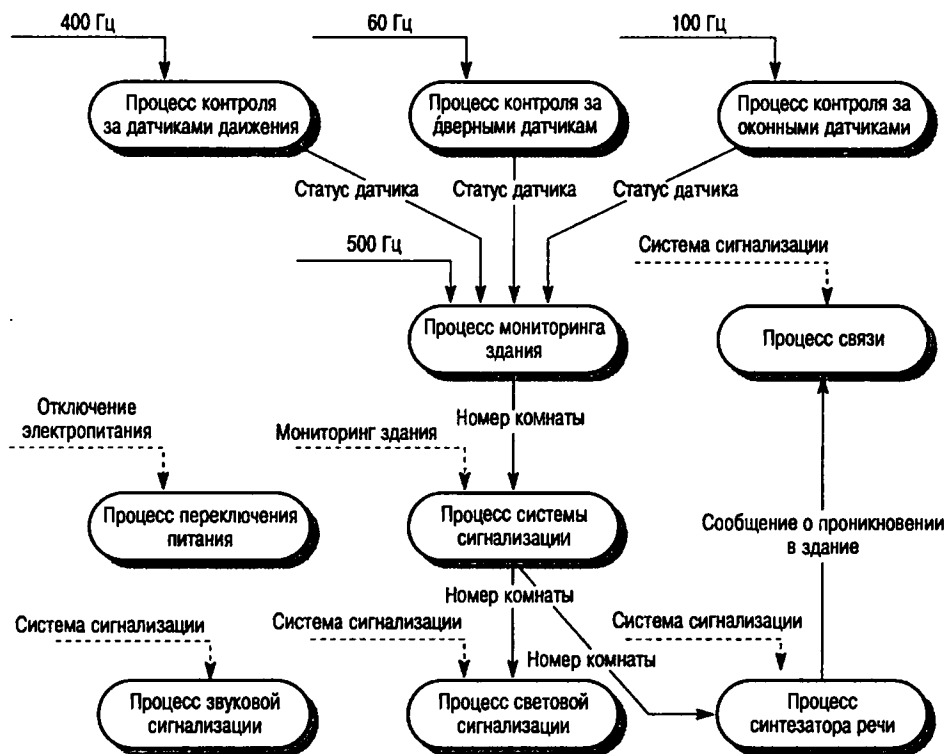 400 Гц
60 Гц
100 Гц
Процесс контроля
за датчиками даижения
Процесс контроля за
дверными датчикам
Процесс контроля за
оконными датчиками
Статус датчика
Статус датчика
Статус датчика
500 Гц
Система сигнализации
Процесс мониторинга
здания
Процесс связи
Отключение
электропитания
Номер комнаты
Мониторинг здания
Процесс переключения
питания
Процесс системы
сигнализации
Сообщение о проникновении
в здание
Номер комнаты
Система сигнализации
Система сигнализации
Система сигнализации
Номер комнаты
Процесс звуковой
сигнализации
Процесс световой
сигнализации
Процесс
синтезатора речи